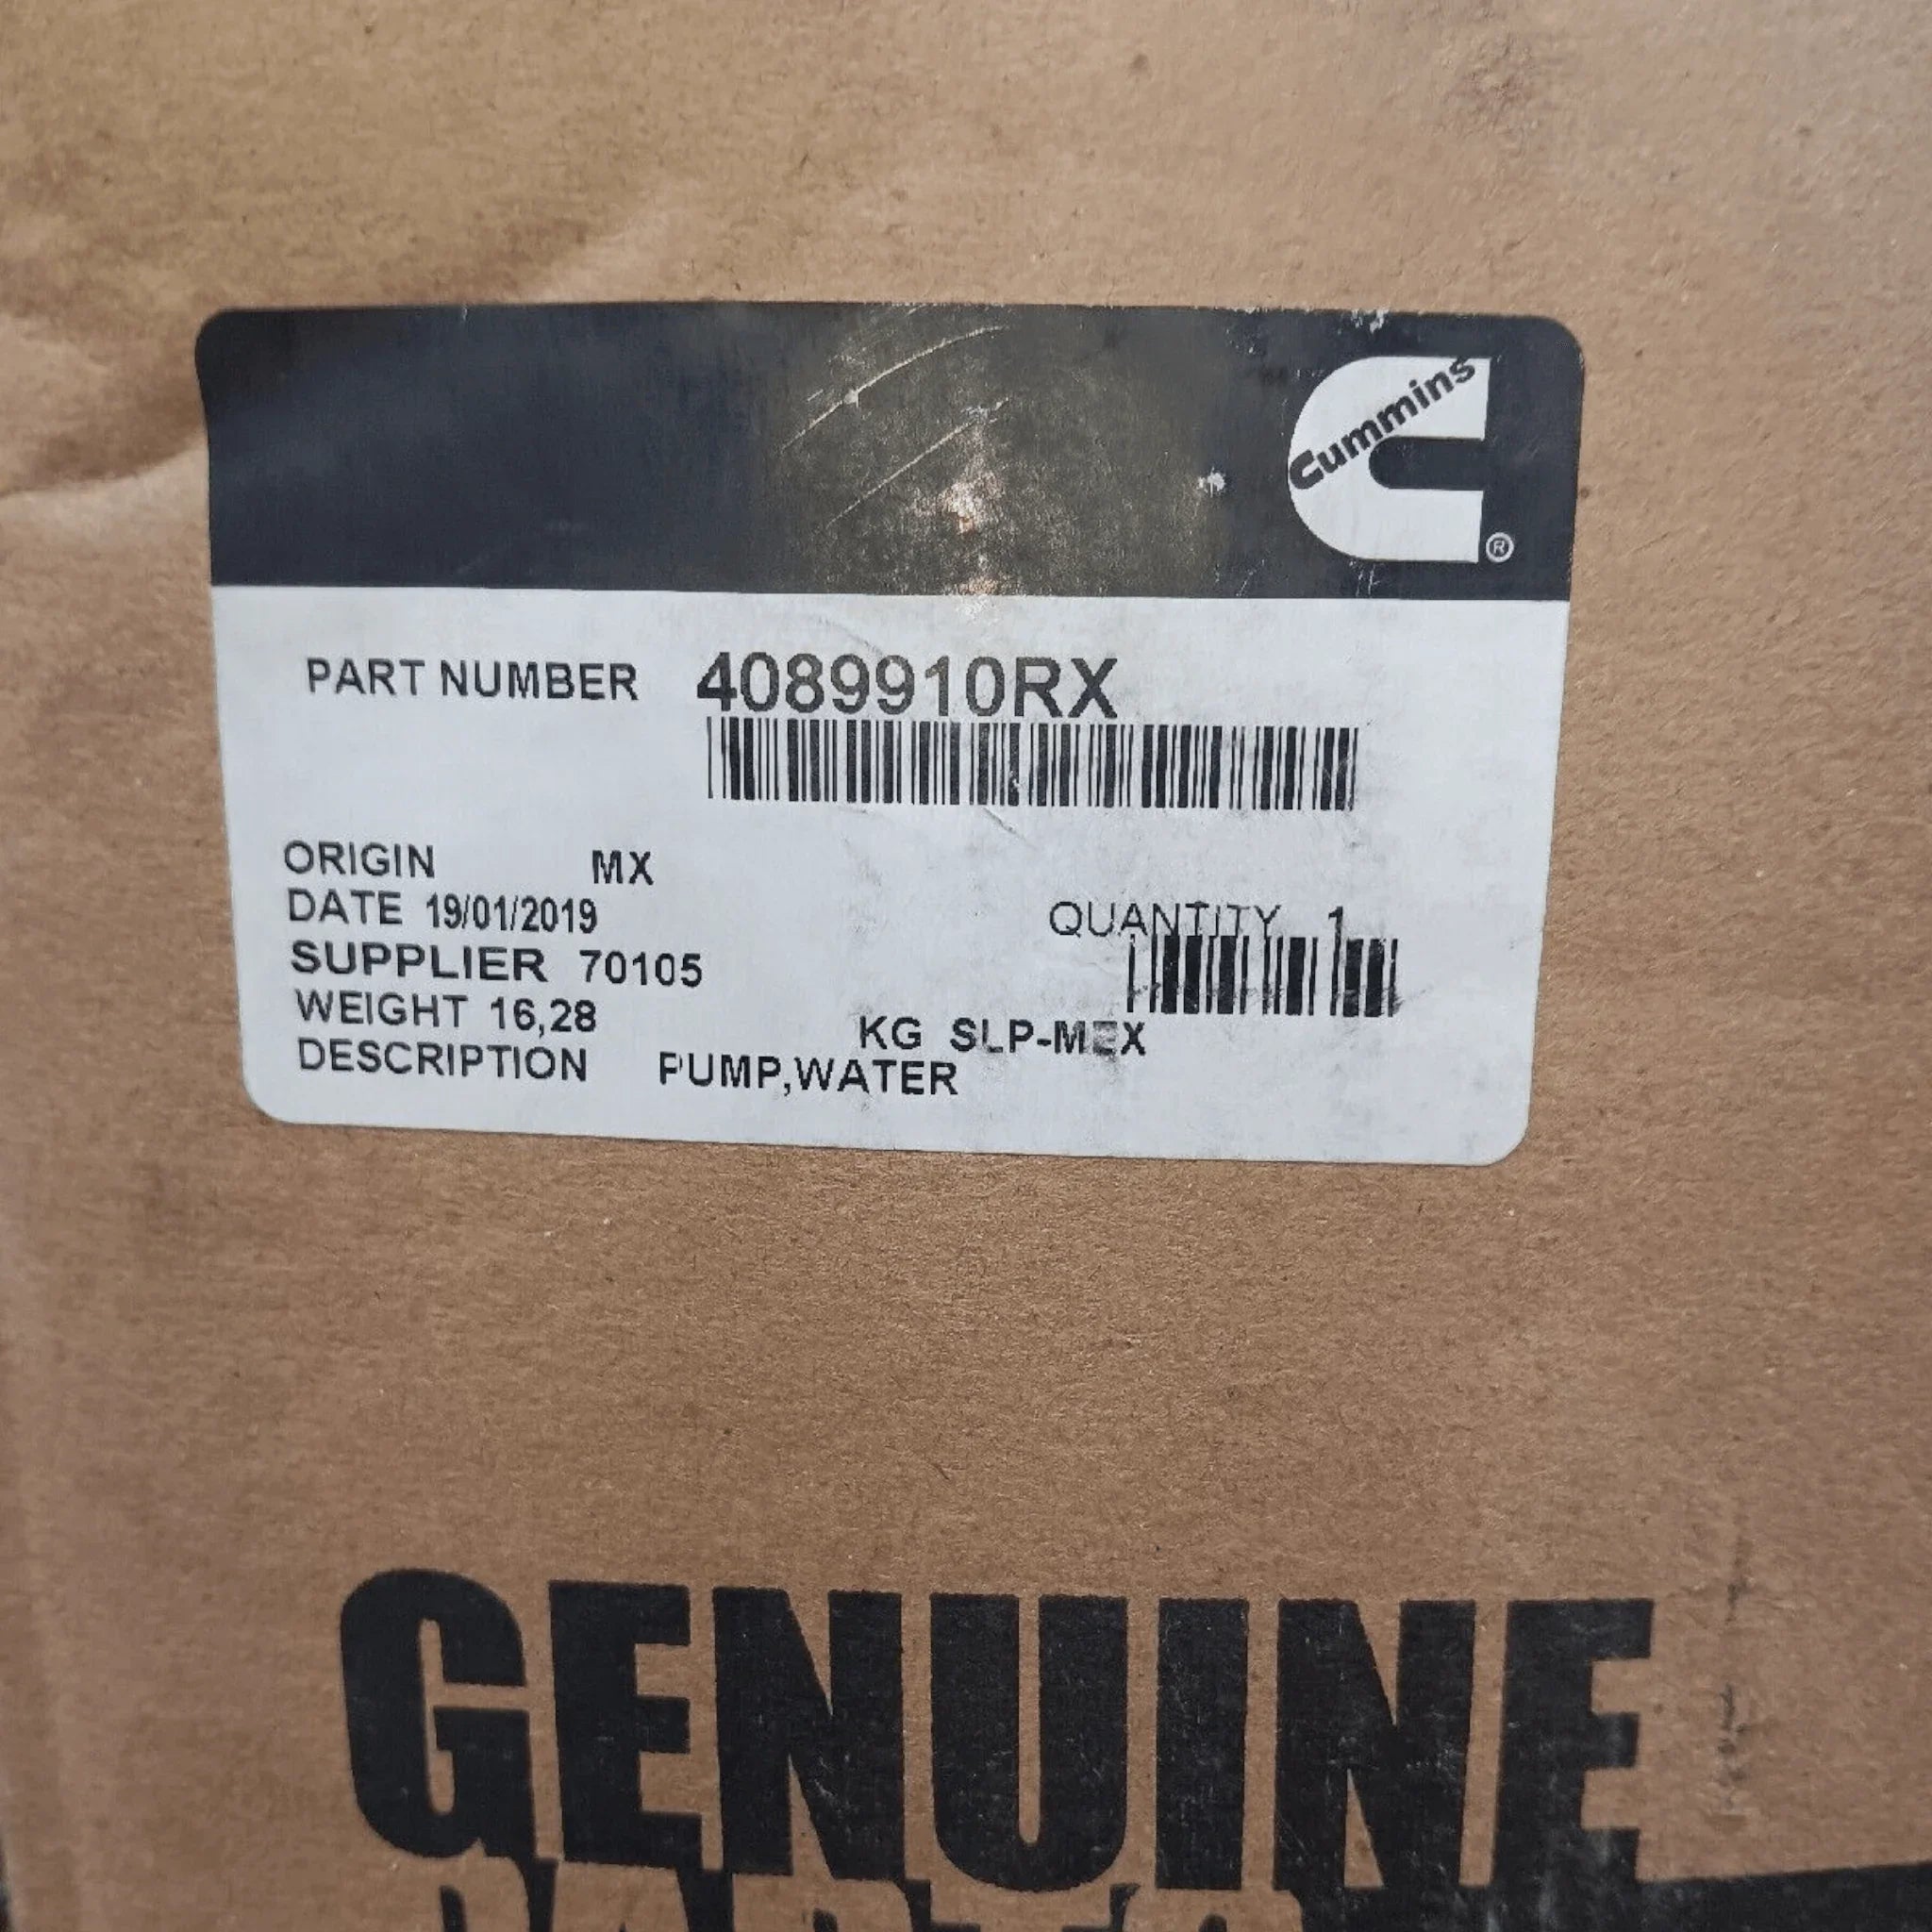 Cummins
®
PART NUMBER 4089910RX
ORIGIN MX
DATE 19/01/2019
QUANTITY 1
SUPPLIER 70105
WEIGHT 16,28
KG SLP-MEX
DESCRIPTION PUMP,WATER
GENUINE
PARTS